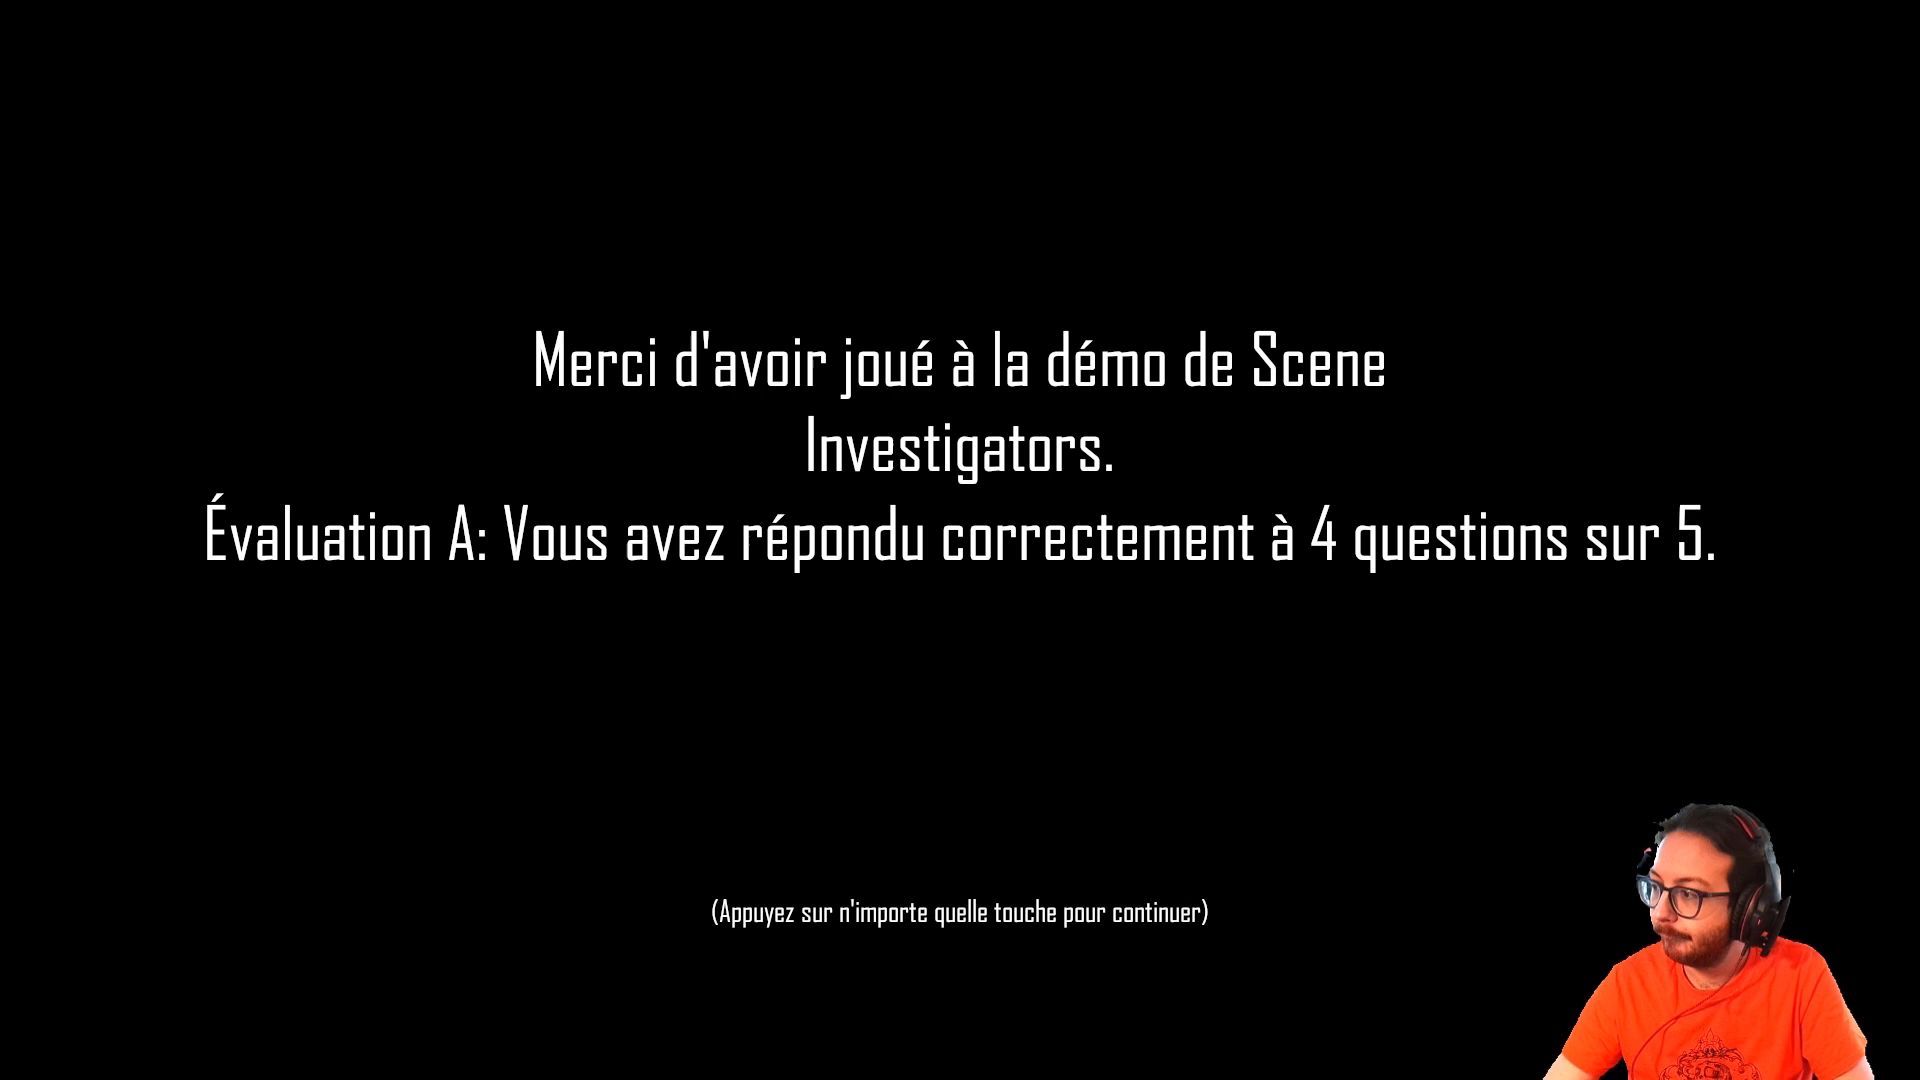 Merci d'avoir joué à la démo de Scene
Investigators.
Évaluation A: Vous avez répondu correctement à 4 questions sur 5.
(Appuyez sur n'importe quelle touche pour continuer)